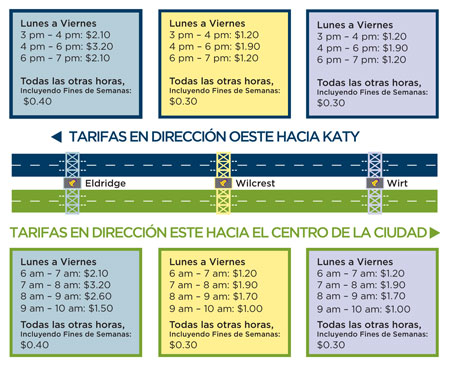 Lunes a Viernes
3 pm – 4 pm: $2.10
4 pm – 6 pm: $3.20
6 pm – 7 pm: $2.10
Todas las otras horas,
Incluyendo Fines de Semanas:
$0.40
Lunes a Viernes
3 pm – 4 pm: $1.20
4 pm – 6 pm: $1.90
6 pm – 7 pm: $1.20
Todas las otras horas,
Incluyendo Fines de Semanas:
$0.30
Lunes a Viernes
3 pm – 4 pm: $1.20
4 pm – 6 pm: $1.90
6 pm – 7 pm: $1.20
Todas las otras horas,
Incluyendo Fines de Semanas:
$0.30
TARIFAS EN DIRECCIÓN OESTE HACIA KATY
Eldridge
Wilcrest
Wirt
TARIFAS EN DIRECCIÓN ESTE HACIA EL CENTRO DE LA CIUDAD
Lunes a Viernes
6 am – 7 am: $2.10
7 am – 8 am: $3.20
8 am – 9 am: $2.60
9 am – 10 am: $1.50
Todas las otras horas,
Incluyendo Fines de Semanas:
$0.40
Lunes a Viernes
6 am – 7 am: $1.20
7 am – 8 am: $1.90
8 am – 9 am: $1.70
9 am – 10 am: $1.00
Todas las otras horas,
Incluyendo Fines de Semanas:
$0.30
Lunes a Viernes
6 am – 7 am: $1.20
7 am – 8 am: $1.90
8 am – 9 am: $1.70
9 am – 10 am: $1.00
Todas las otras horas,
Incluyendo Fines de Semanas:
$0.30